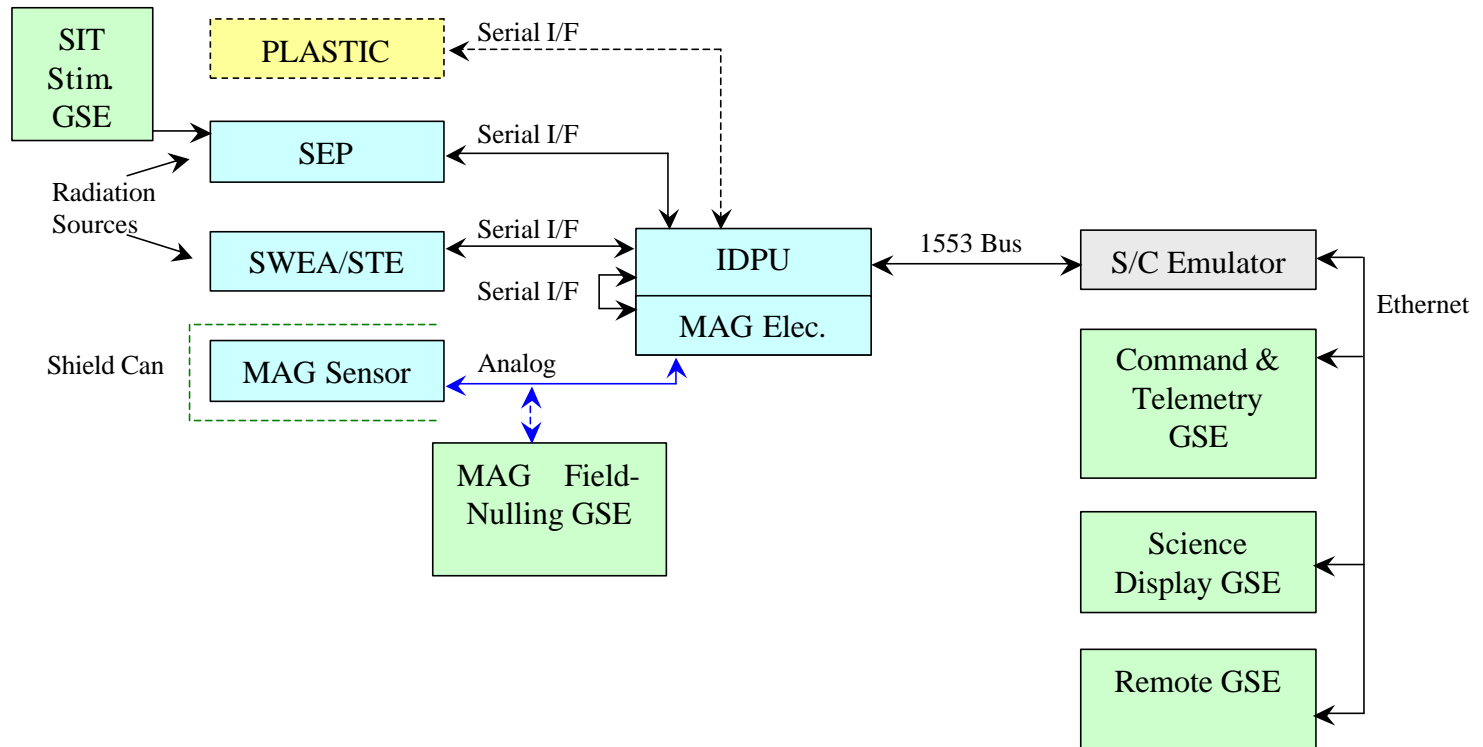 SIT
Stim.
GSE
PLASTIC
Serial I/F
SEP
Serial I/F
Radiation
Sources
SWEA/STE
Serial I/F
IDPU
1553 Bus
S/C Emulator
Serial I/F
MAG Elec.
Ethernet
Shield Can
MAG Sensor
Analog
Command &
Telemetry
GSE
MAG Field-
Nulling GSE
Science
Display GSE
Remote GSE